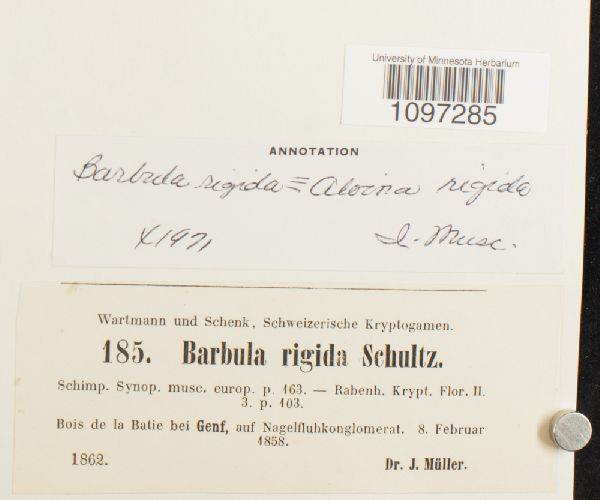 University of Minnesota Herbarium
1097285
ANNOTATION
Barbula rigida = Aloina rigida
X1971 I. Musc.
Wartmann und Schenk, Schweizerische Kryptogamen.
185. Barbula rigida Schultz.
Schimp. Synop. musc. europ. p. 163. — Rabenh. Krypt. Flor. II.
3. p. 103.
Bois de la Batie bei Genf, auf Nagelfluhkonglomerat. 8. Februar
1858.
1862. Dr. J. Müller.